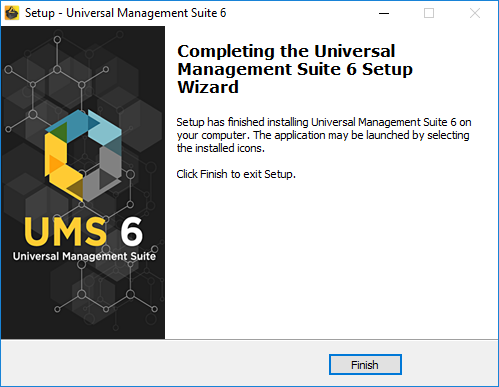 Setup - Universal Management Suite 6
Completing the Universal
Management Suite 6 Setup
Wizard
Setup has finished installing Universal Management Suite 6 on
your computer. The application may be launched by selecting
the installed icons.
Click Finish to exit Setup.
UMS 6
Universal Management Suite
Finish